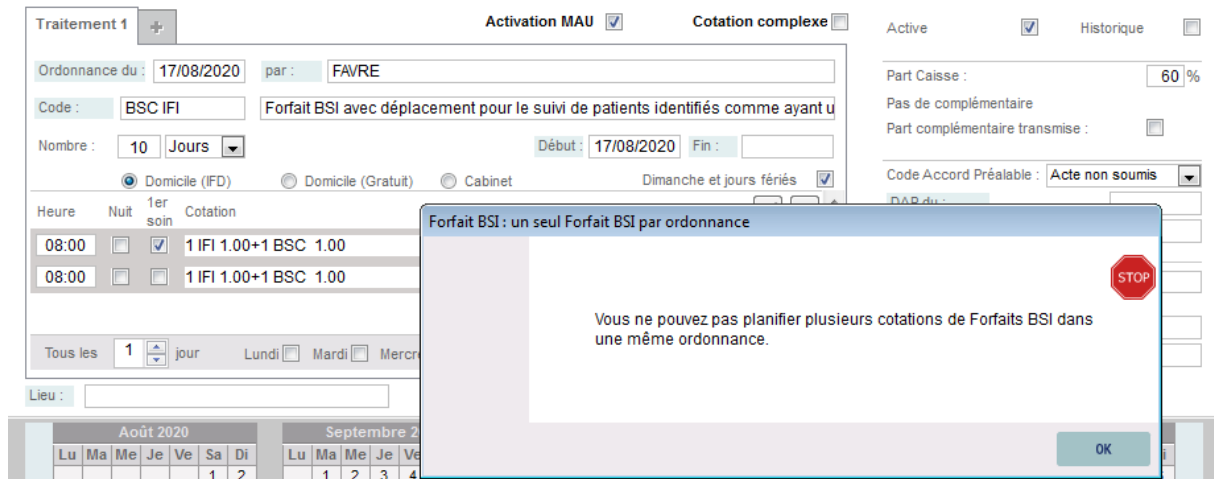 Traitement 1 +
Activation MAU
Cotation complexe
Active
Historique
Ordonnance du : 17/08/2020 par : FAVRE
Part Caisse : 60 %
Code : BSC IFI Forfait BSI avec déplacement pour le suivi de patients identifiés comme ayant u
Pas de complémentaire
Part complémentaire transmise :
Nombre : 10 Jours Début : 17/08/2020 Fin :
Domicile (IFD) Domicile (Gratuit) Cabinet Dimanche et jours fériés
Code Accord Préalable : Acte non soumis
DAP du :
Heure Nuit 1er soin Cotation
Forfait BSI : un seul Forfait BSI par ordonnance
08:00 1 IFI 1.00+1 BSC 1.00
08:00 1 IFI 1.00+1 BSC 1.00
STOP
Vous ne pouvez pas planifier plusieurs cotations de Forfaits BSI dans
une même ordonnance.
Tous les 1 jour Lundi Mardi Mercre
Lieu :
OK
Août 2020 Septembre 2
Lu Ma Me Je Ve Sa Di Lu Ma Me Je Ve i
1 2 1 2 3 4